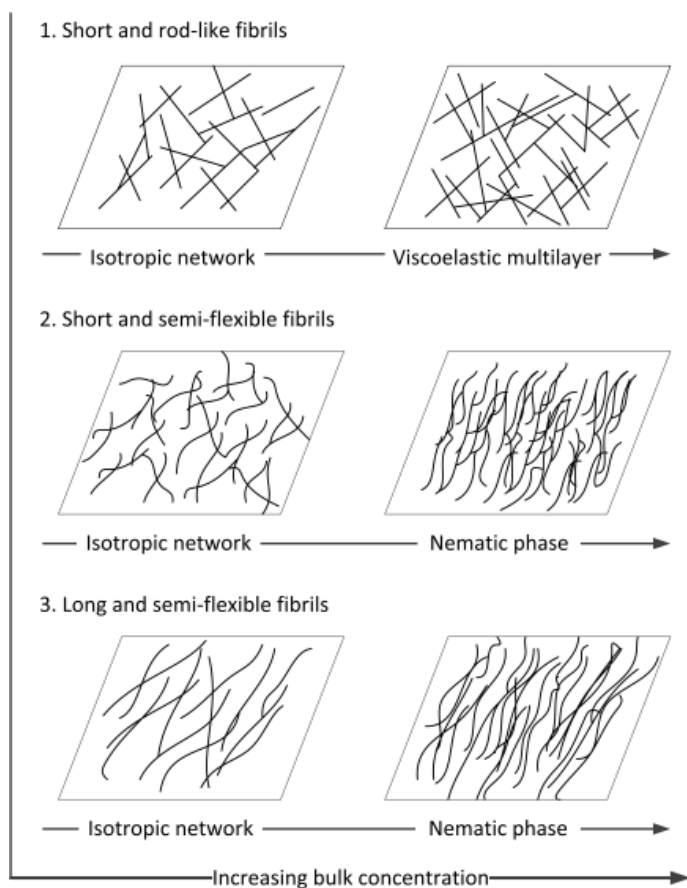 1. Short and rod-like fibrils
Isotropic network
Viscoelastic multilayer
2. Short and semi-flexible fibrils
Isotropic network
Nematic phase
3. Long and semi-flexible fibrils
Isotropic network
Nematic phase
Increasing bulk concentration